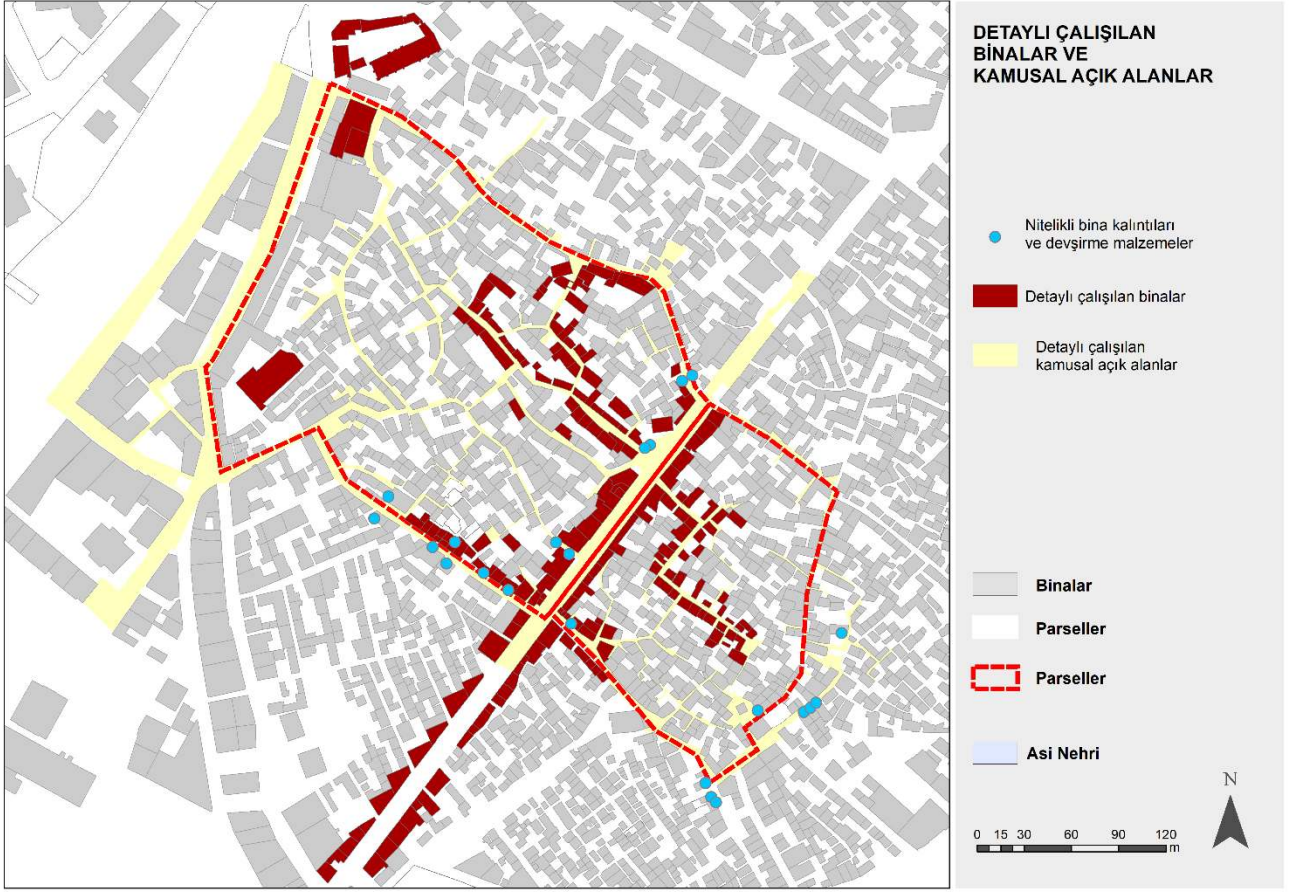 DETAYLI ÇALIŞILAN
BİNALAR VE
KAMUSAL AÇIK ALANLAR
Nitelikli bina kalıntıları
ve devşirme malzemeler
Detaylı çalışılan binalar
Detaylı çalışılan
kamusal açık alanlar
Binalar
Parseller
Parseller
Asi Nehri
N
0 15 30 60 90 120
m